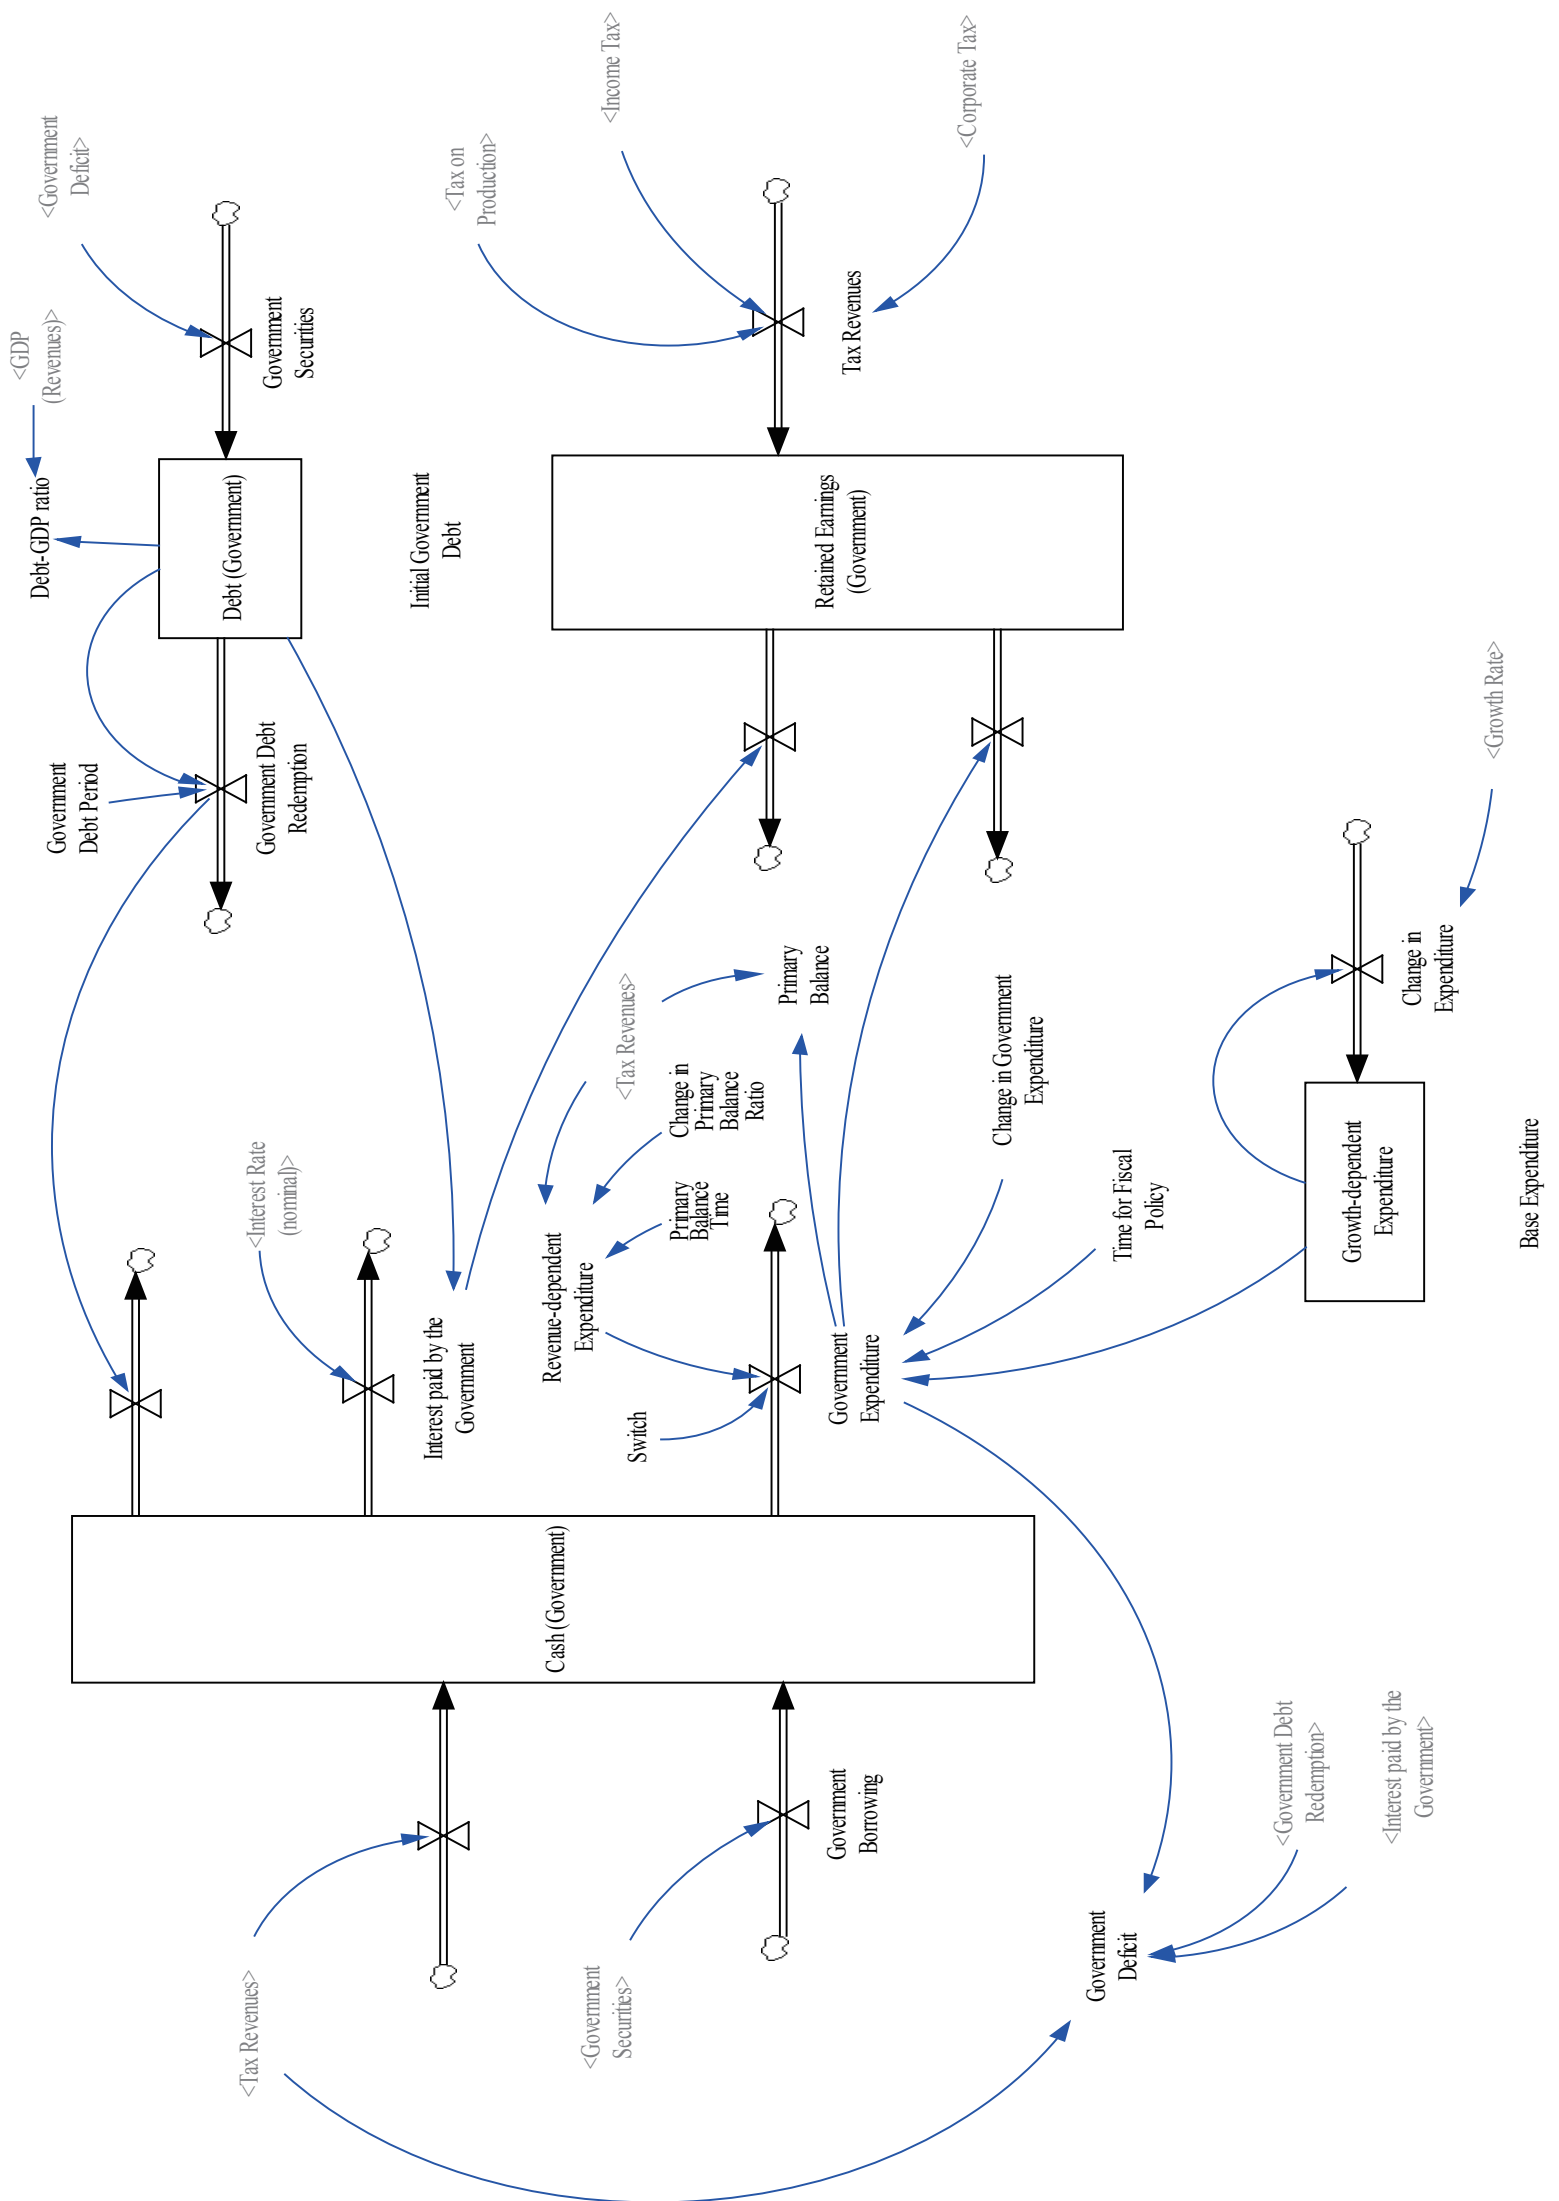 <Tax Revenues>
<Government
Securities>
Government
Borrowing
Government
Deficit
<Government Debt
Redemption>
<Interest paid by the
Government>
Cash (Government)
<Interest Rate
(nominal)>
Interest paid by the
Government
Revenue-dependent
Expenditure
Switch
Primary
Balance
Time
Change in
Primary
Balance
Ratio
<Tax Revenues>
Primary
Balance
Government
Expenditure
Change in Government
Expenditure
Time for Fiscal
Policy
Growth-dependent
Expenditure
Base Expenditure
Change in
Expenditure
<Growth Rate>
Government
Debt Period
Government Debt
Redemption
Debt-GDP ratio
<GDP
(Revenues)>
Debt (Government)
Initial Government
Debt
<Government
Deficit>
Government
Securities
Retained Earnings
(Government)
<Tax on
Production>
<Income Tax>
<Corporate Tax>
Tax Revenues